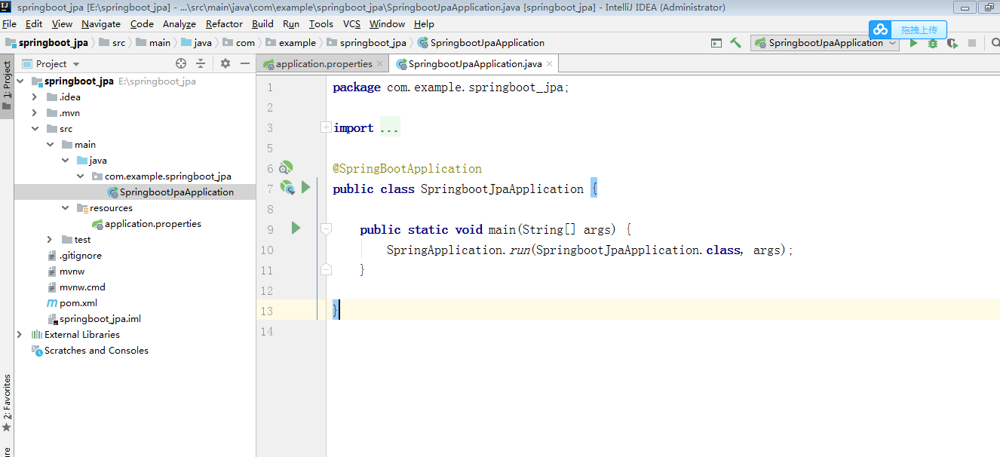 springboot_jpa [E:\springboot_jpa] - ...\src\main\java\com\example\springboot_jpa\SpringbootJpaApplication.java [springboot_jpa] - IntelliJ IDEA (Administrator)
File Edit View Navigate Code Analyze Refactor Build Run Tools VCS Window Help
拖拽上传
springboot_jpa src main java com example springboot_jpa SpringbootJpaApplication SpringbootJpaApplication
1: Project
Project
application.properties SpringbootJpaApplication.java
springboot_jpa E:\springboot_jpa
.idea
.mvn
src
main
java
com.example.springboot_jpa
SpringbootJpaApplication
resources
application.properties
test
.gitignore
mvnw
mvnw.cmd
pom.xml
springboot_jpa.iml
External Libraries
Scratches and Consoles
2: Favorites
1 package com.example.springboot_jpa;
2
3 import ...
5
6 @SpringBootApplication
7 public class SpringbootJpaApplication {
8
9 public static void main(String[] args) {
10 SpringApplication.run(SpringbootJpaApplication.class, args);
11 }
12
13 }
14